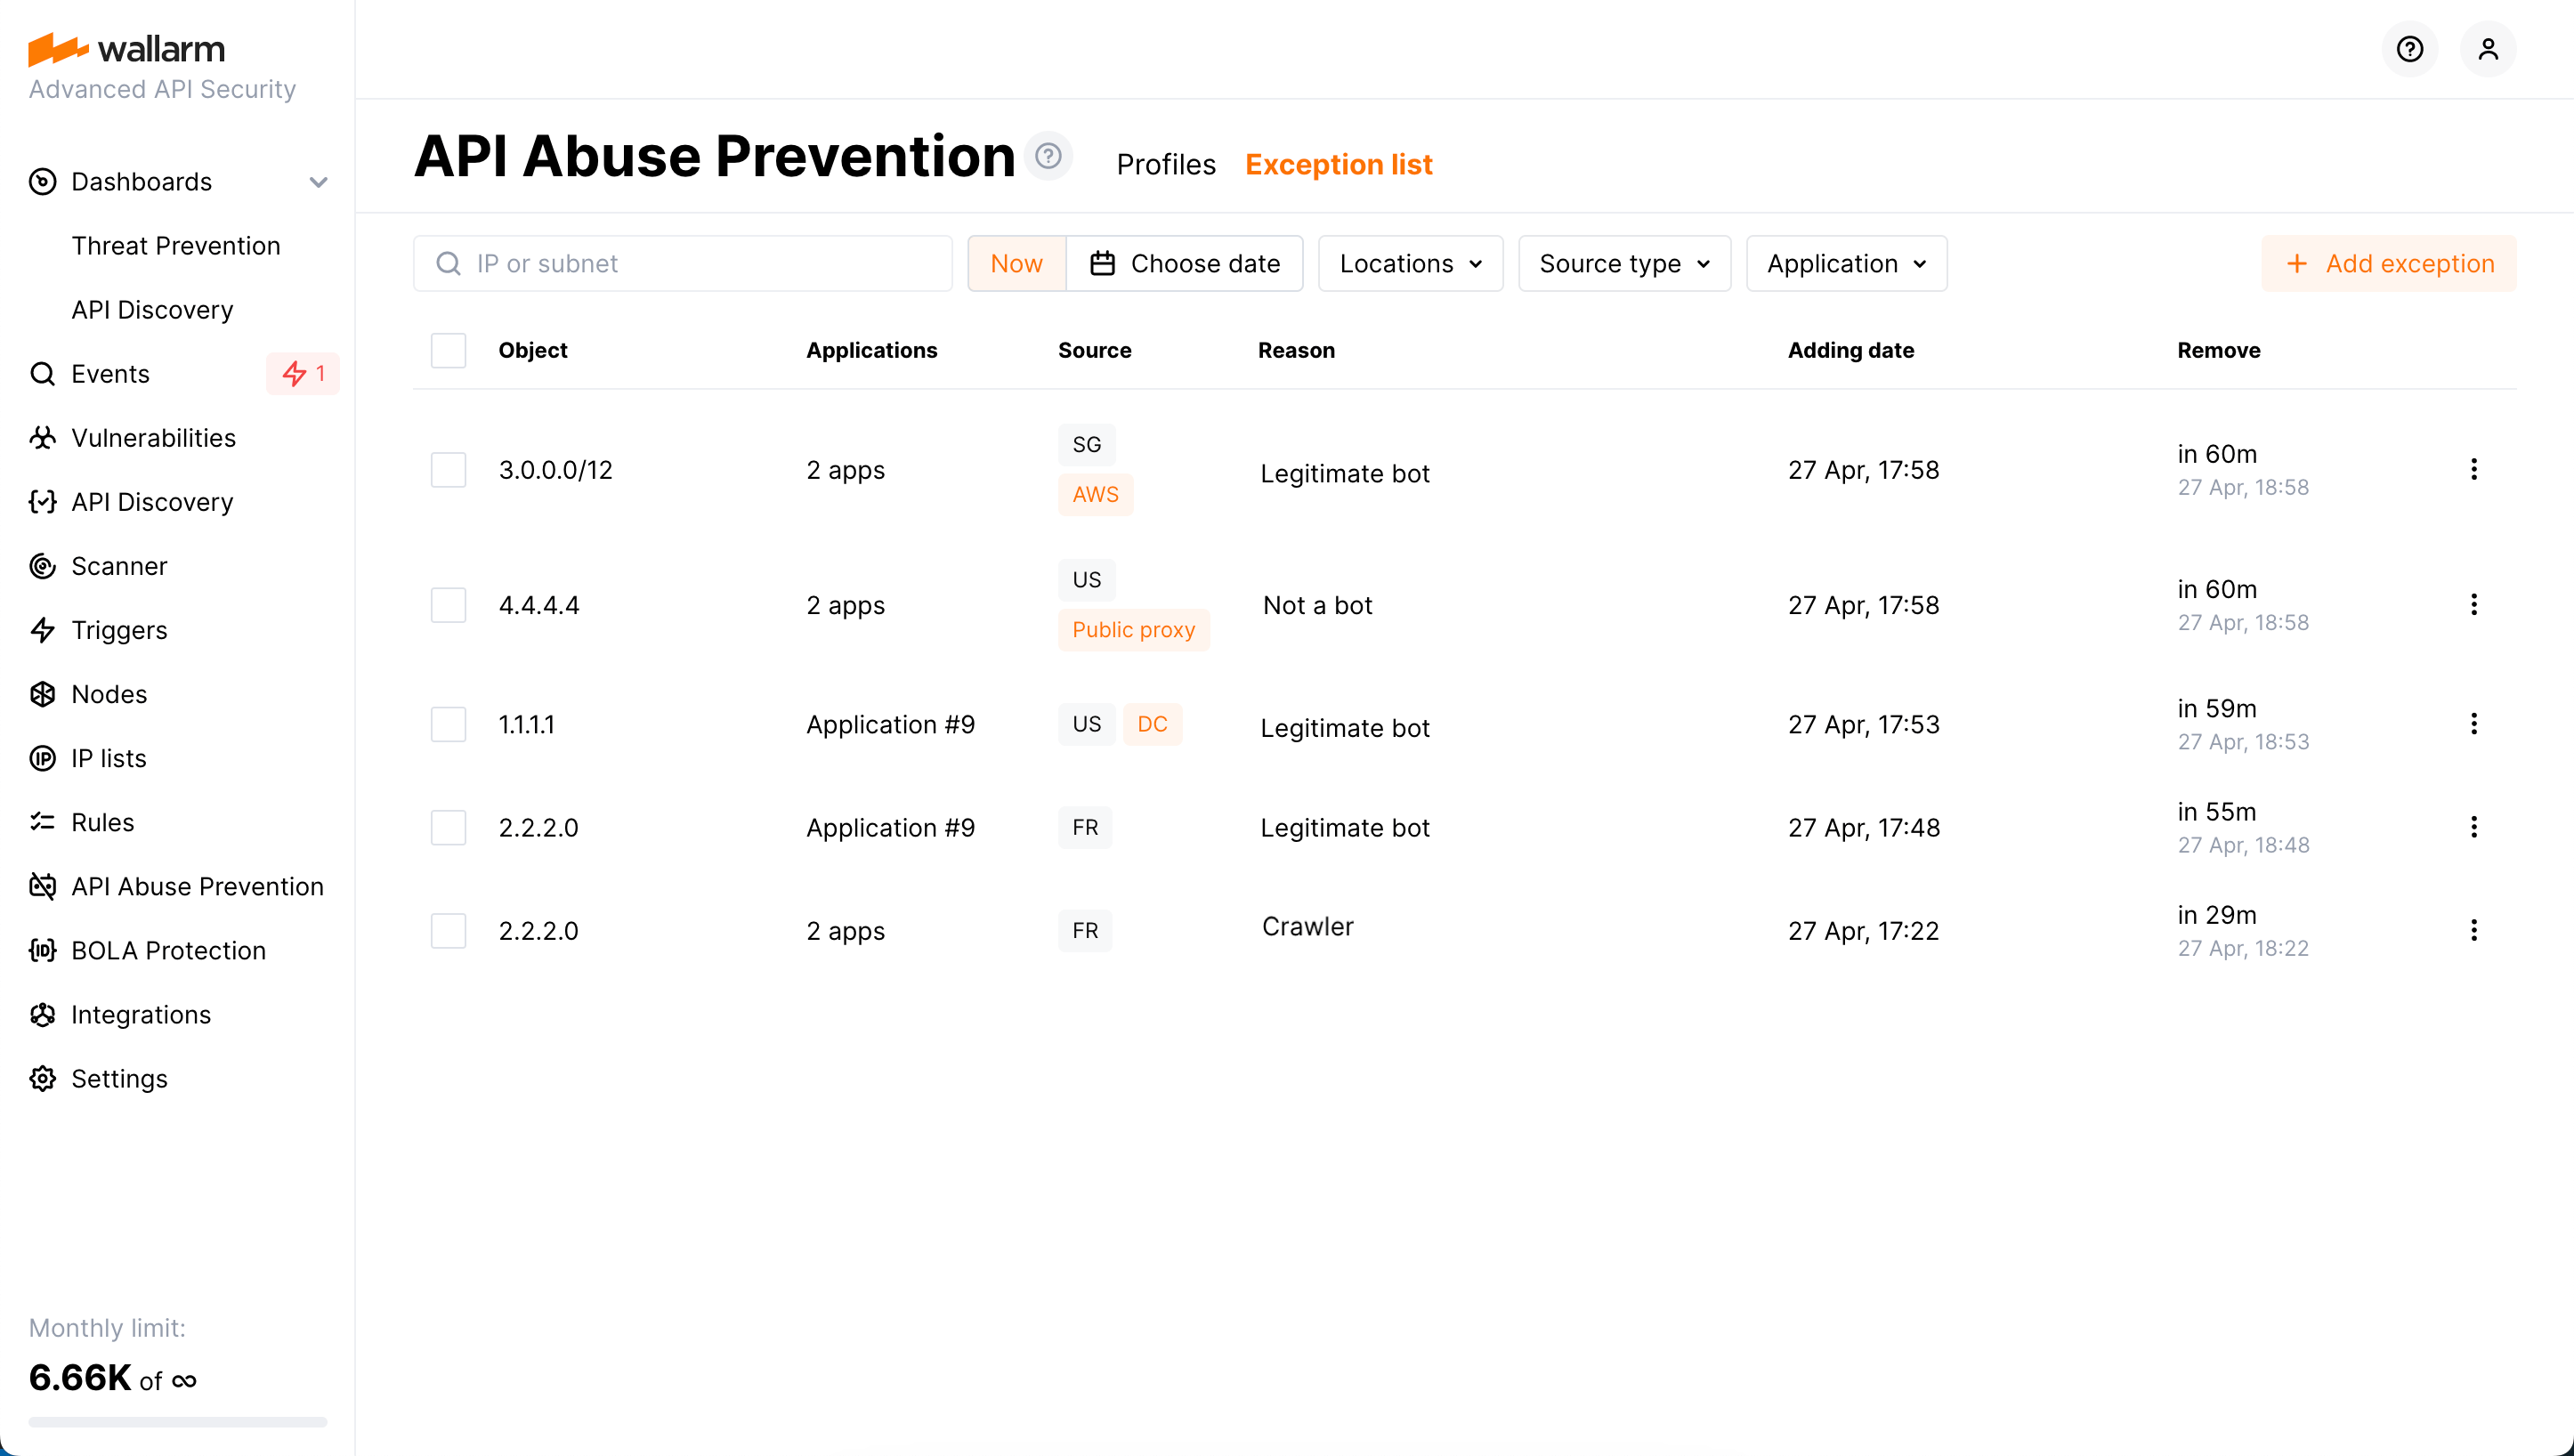 wallarm
Advanced API Security
Dashboards
Threat Prevention
API Discovery
Events 1
Vulnerabilities
API Discovery
Scanner
Triggers
Nodes
IP lists
Rules
API Abuse Prevention
BOLA Protection
Integrations
Settings
Monthly limit:
6.66K of ∞
API Abuse Prevention ? Profiles Exception list
IP or subnet Now Choose date Locations Source type Application + Add exception
Object Applications Source Reason Adding date Remove
3.0.0.0/12 2 apps SG AWS Legitimate bot 27 Apr, 17:58 in 60m
27 Apr, 18:58
4.4.4.4 2 apps US Public proxy Not a bot 27 Apr, 17:58 in 60m
27 Apr, 18:58
1.1.1.1 Application #9 US DC Legitimate bot 27 Apr, 17:53 in 59m
27 Apr, 18:53
2.2.2.0 Application #9 FR Legitimate bot 27 Apr, 17:48 in 55m
27 Apr, 18:48
2.2.2.0 2 apps FR Crawler 27 Apr, 17:22 in 29m
27 Apr, 18:22